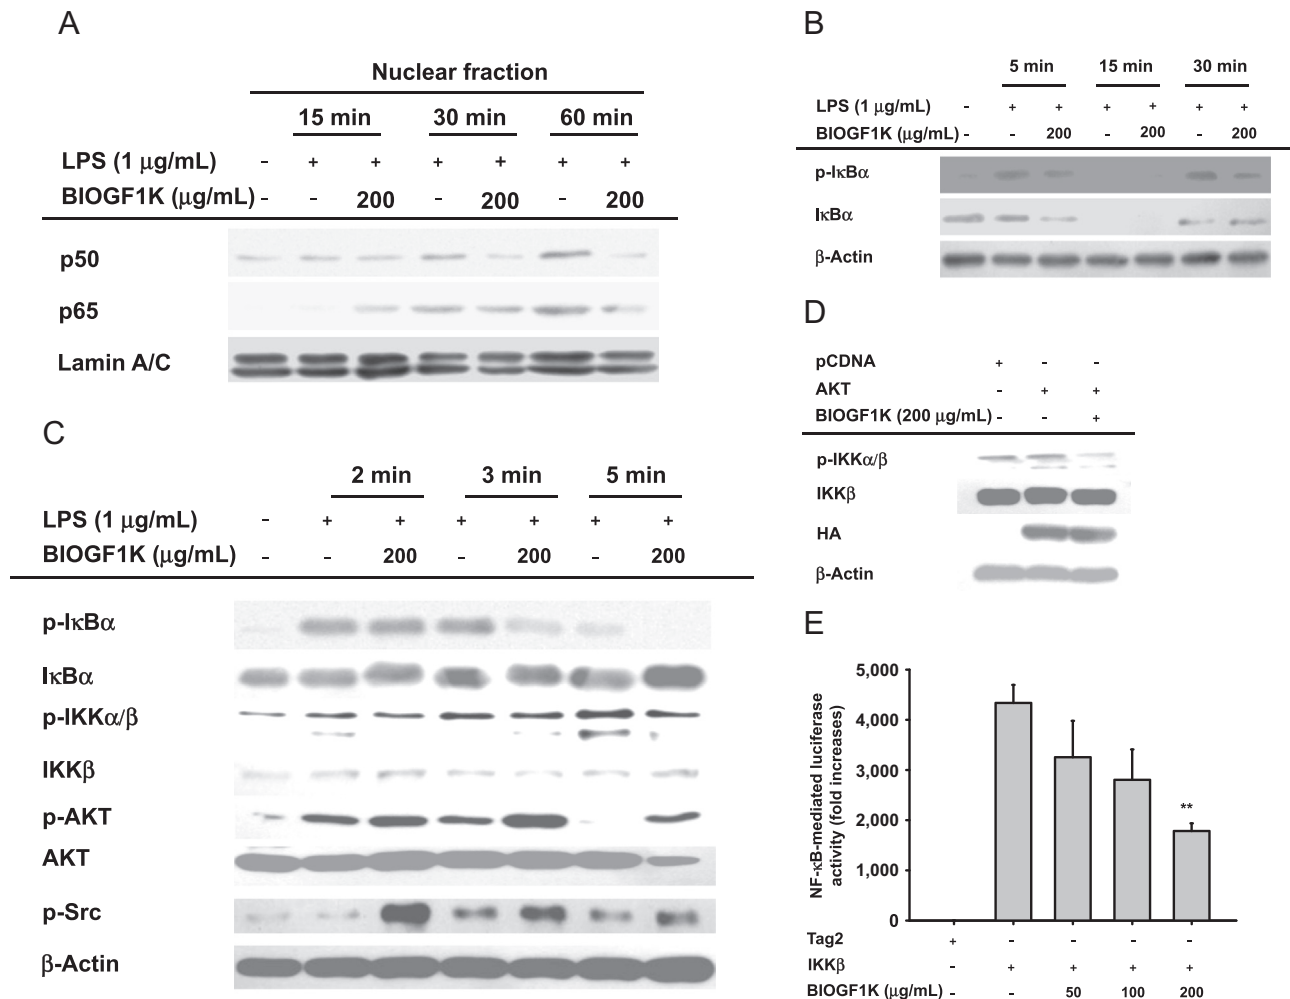 A
Nuclear fraction
15 min 30 min 60 min
LPS (1 μg/mL) - + + + + + +
BIOGF1K (μg/mL) - - 200 - 200 - 200
p50
p65
Lamin A/C
B
5 min 15 min 30 min
LPS (1 μg/mL) - + + + + + +
BIOGF1K (μg/mL) - - 200 - 200 - 200
p-IκBα
IκBα
β-Actin
C
2 min 3 min 5 min
LPS (1 μg/mL) - + + + + + +
BIOGF1K (μg/mL) - - 200 - 200 - 200
p-IκBα
IκBα
p-IKKα/β
IKKβ
p-AKT
AKT
p-Src
β-Actin
D
pCDNA + - -
AKT - + +
BIOGF1K (200 μg/mL) - - +
p-IKKα/β
IKKβ
HA
β-Actin
E
NF-κB-mediated luciferase
activity (fold increases)
5,000
4,000
3,000
2,000
1,000
0
**
Tag2 + - - - -
IKKβ - + + + +
BIOGF1K (μg/mL) - - 50 100 200